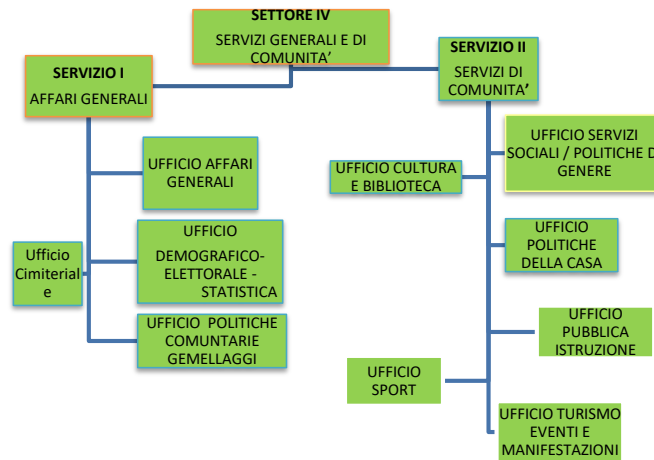 SETTORE IV
SERVIZI GENERALI E DI
COMUNITA’
SERVIZIO I
AFFARI GENERALI
SERVIZIO II
SERVIZI DI
COMUNITA’
UFFICIO AFFARI
GENERALI
Ufficio
Cimiterial
e
UFFICIO
DEMOGRAFICO-
ELETTORALE -
STATISTICA
UFFICIO POLITICHE
COMUNTARIE
GEMELLAGGI
UFFICIO CULTURA
E BIBLIOTECA
UFFICIO SERVIZI
SOCIALI / POLITICHE D
GENERE
UFFICIO
POLITICHE
DELLA CASA
UFFICIO
PUBBLICA
ISTRUZIONE
UFFICIO
SPORT
UFFICIO TURISMO
EVENTI E
MANIFESTAZIONI